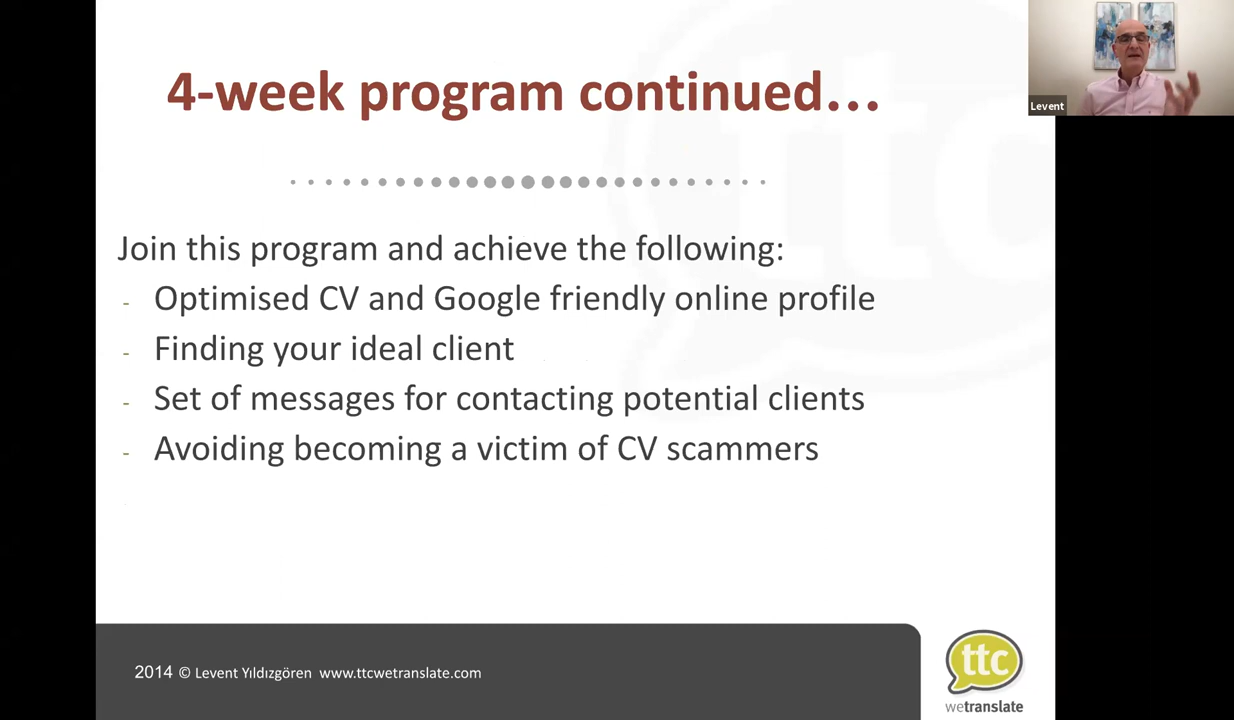 4-week program continued...
Levent
Join this program and achieve the following:
- Optimised CV and Google friendly online profile
- Finding your ideal client
- Set of messages for contacting potential clients
- Avoiding becoming a victim of CV scammers
2014 © Levent Yıldızgören www.ttcwetranslate.com
ttc
wetranslate